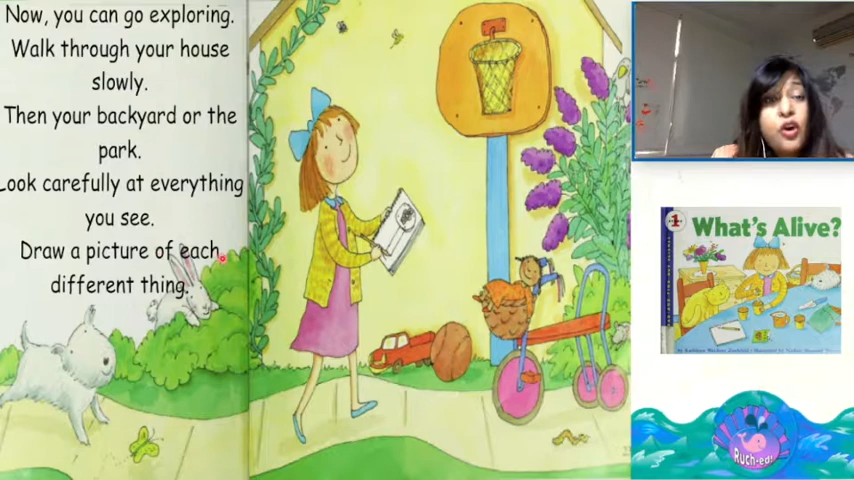 Now, you can go exploring.
Walk through your house
slowly.
Then your backyard or the
park.
Look carefully at everything
you see.
Draw a picture of each
different thing.
1
What's Alive?
Ruch-ed!